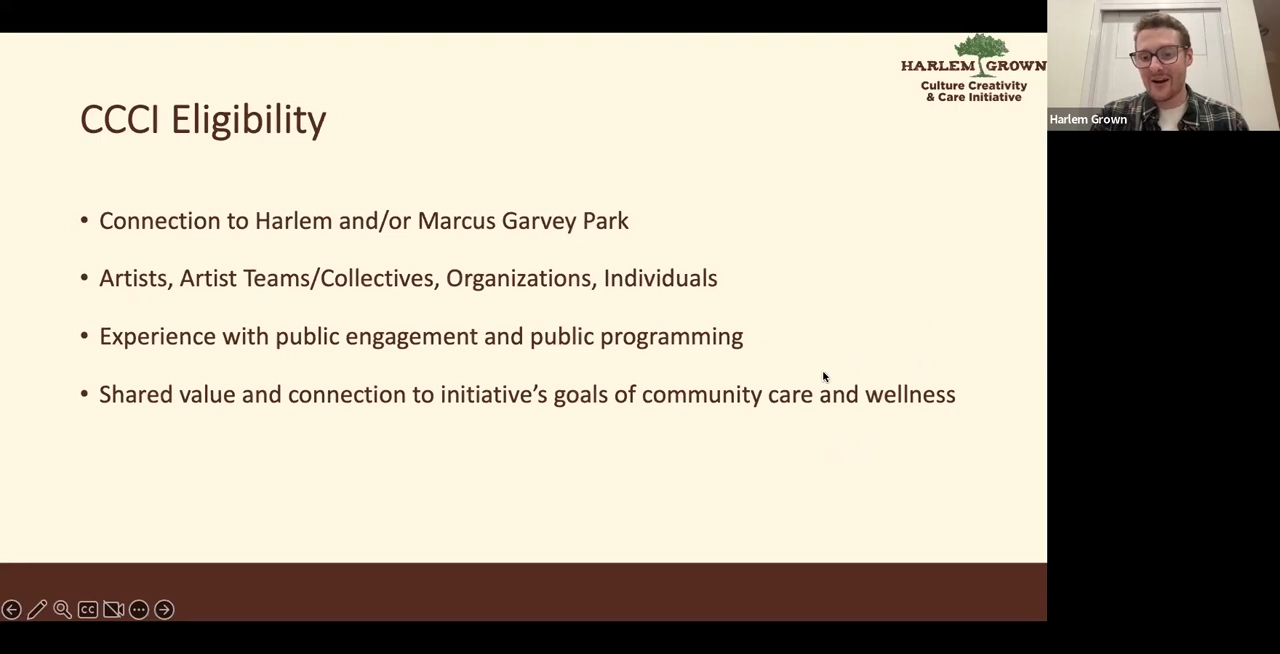 HARLEM GROWN
Culture Creativity
& Care Initiative
Harlem Grown
CCCI Eligibility
• Connection to Harlem and/or Marcus Garvey Park
• Artists, Artist Teams/Collectives, Organizations, Individuals
• Experience with public engagement and public programming
• Shared value and connection to initiative’s goals of community care and wellness
CC